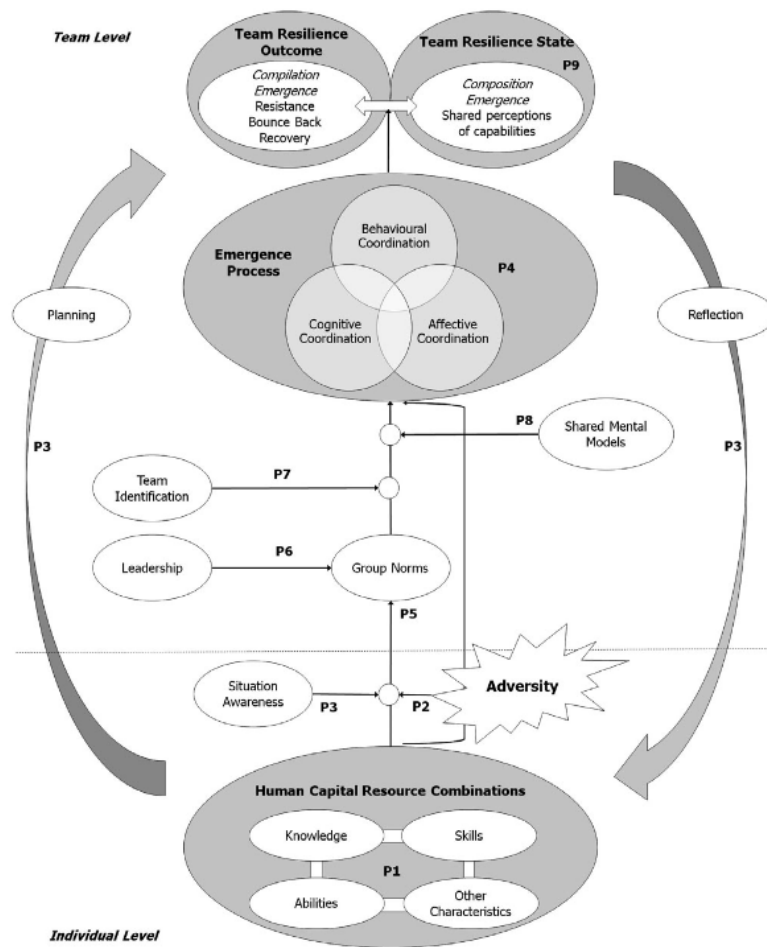 Team Level
Team Resilience
Outcome
Compilation
Emergence
Resistance
Bounce Back
Recovery
Team Resilience State
P9
Composition
Emergence
Shared perceptions
of capabilities
Behavioural
Coordination
Emergence
Process
P4
Cognitive
Coordination
Affective
Coordination
Planning
Reflection
P3
P3
P8
Shared Mental
Models
Team
Identification
P7
Leadership
P6
Group Norms
P5
Situation
Awareness
P3
P2
Adversity
Human Capital Resource Combinations
Knowledge
Skills
P1
Abilities
Other
Characteristics
Individual Level